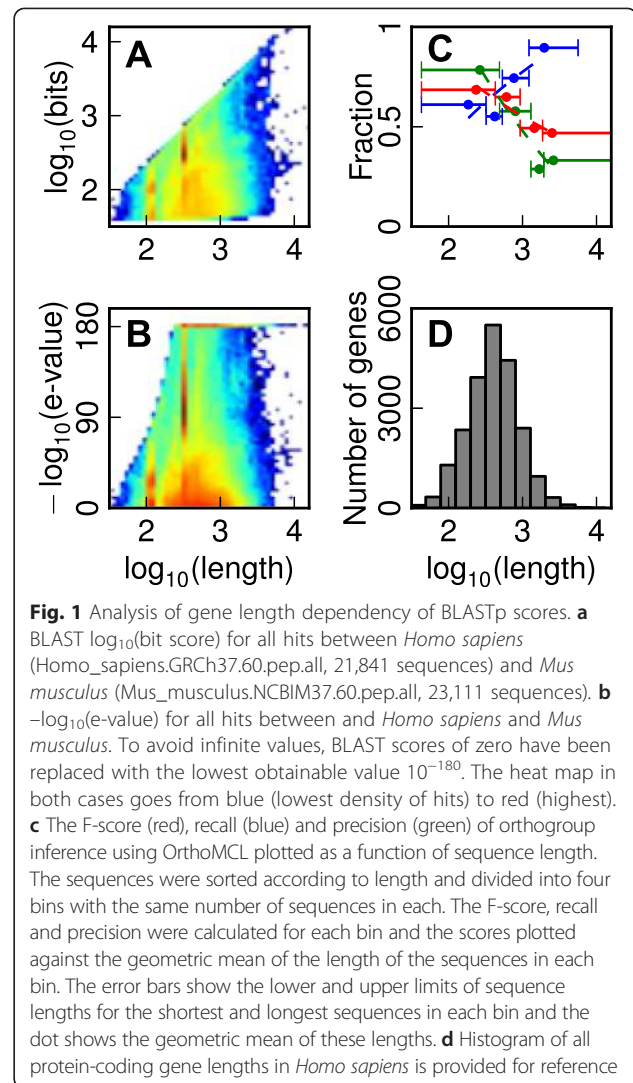 A
log10(bits)
4
3
2
2 3 4
C
Fraction
1
0.5
0
2 3 4
B
– log10(e-value)
180
90
0
2 3 4
log10(length)
D
Number of genes
6000
3000
0
2 3 4
log10(length)
Fig. 1 Analysis of gene length dependency of BLASTp scores. a
BLAST log10(bit score) for all hits between Homo sapiens
(Homo_sapiens.GRCh37.60.pep.all, 21,841 sequences) and Mus
musculus (Mus_musculus.NCBIM37.60.pep.all, 23,111 sequences). b
–log10(e-value) for all hits between and Homo sapiens and Mus
musculus. To avoid infinite values, BLAST scores of zero have been
replaced with the lowest obtainable value 10−180. The heat map in
both cases goes from blue (lowest density of hits) to red (highest).
c The F-score (red), recall (blue) and precision (green) of orthogroup
inference using OrthoMCL plotted as a function of sequence length.
The sequences were sorted according to length and divided into four
bins with the same number of sequences in each. The F-score, recall
and precision were calculated for each bin and the scores plotted
against the geometric mean of the length of the sequences in each
bin. The error bars show the lower and upper limits of sequence
lengths for the shortest and longest sequences in each bin and the
dot shows the geometric mean of these lengths. d Histogram of all
protein-coding gene lengths in Homo sapiens is provided for reference